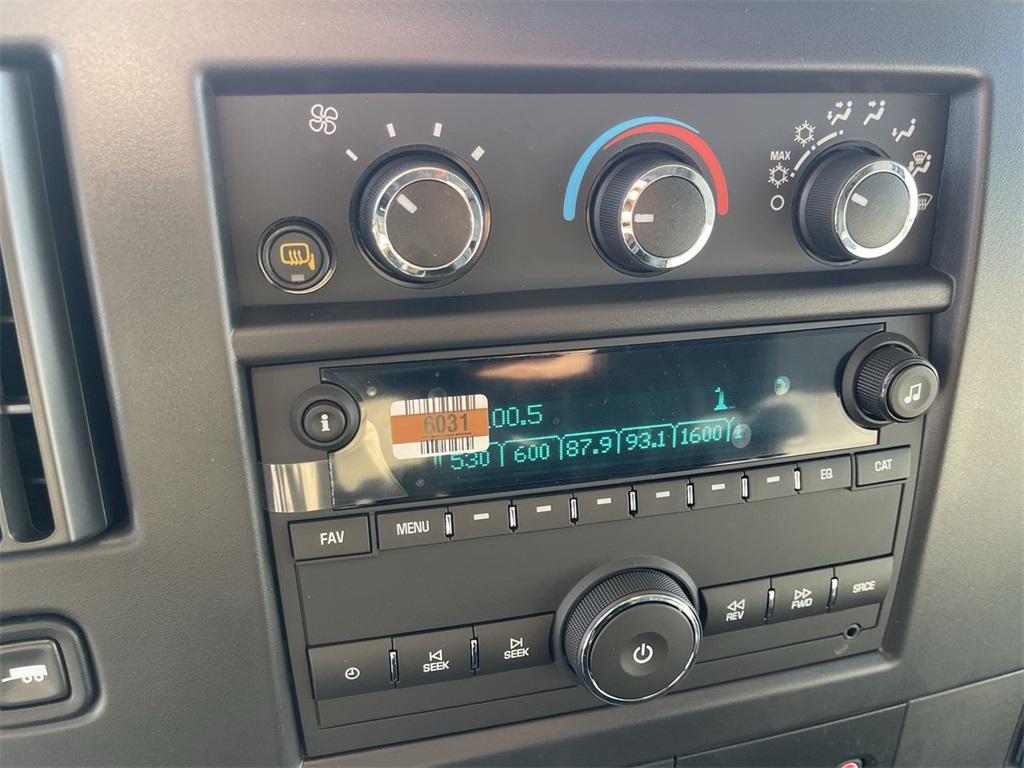 MAX
i
6031
00.5
1
530 600 87.9 93.1 1600
FAV
MENU
EQ
CAT
SEEK
SEEK
REV
FWD
SRCE